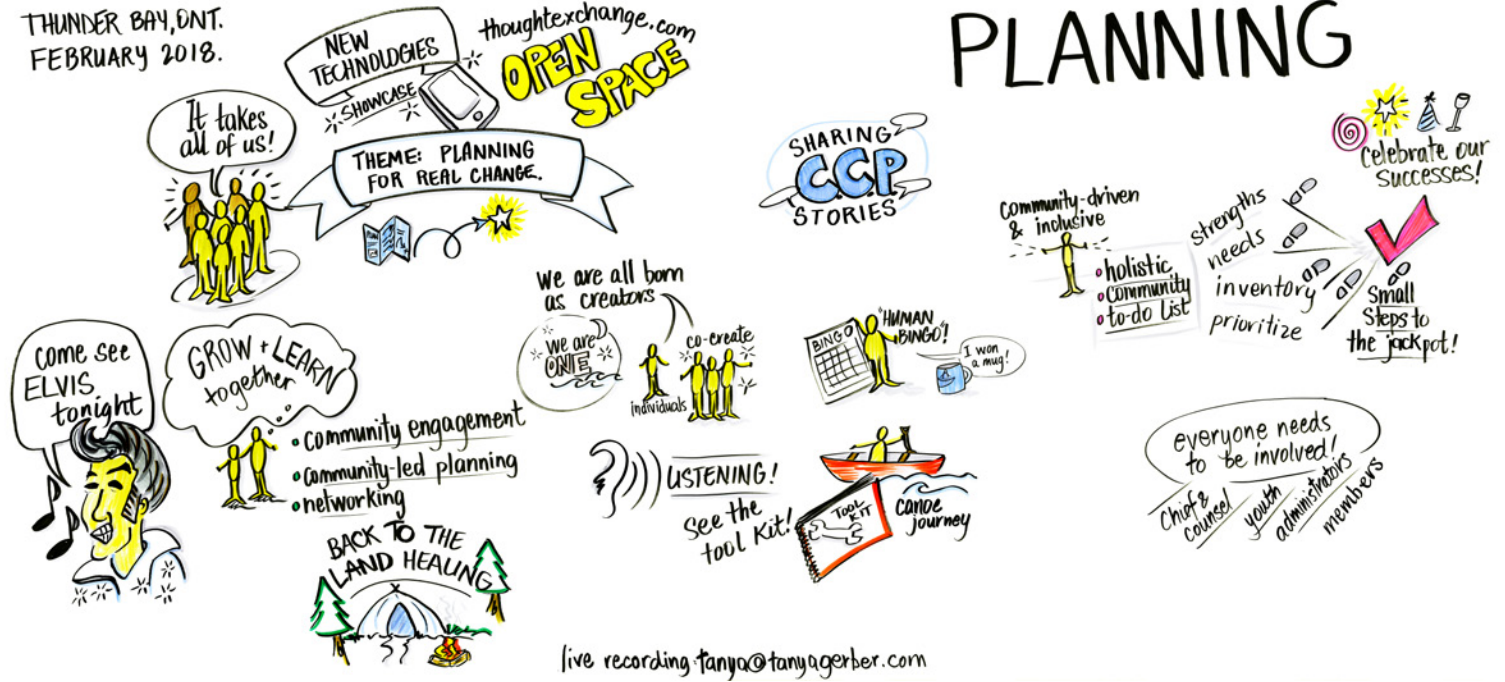 THUNDER BAY, ONT.
FEBRUARY 2018.
NEW
TECHNOLOGIES
SHOWCASE
thoughtexchange.com
OPEN
SPACE
PLANNING
It takes
all of us!
THEME: PLANNING
FOR REAL CHANGE.
SHARING
C.C.P
STORIES
Celebrate our
successes!
community-driven
& inclusive
holistic
community
to-do List
strengths
needs
inventory
prioritize
Small
Steps to
the jackpot!
come see
ELVIS
tonight
GROW + LEARN
together
community engagement
community-led planning
networking
we are all born
as creators
we are
ONE
individuals
co-create
BINGO
"HUMAN
BINGO"!
I won
a mug!
LISTENING!
See the
tool Kit!
TOOL
KIT
canoe
journey
everyone needs
to be involved!
Chief &
counsel
youth
administrators
members
BACK TO THE
LAND HEALING
live recording: tanya@tanyagerber.com